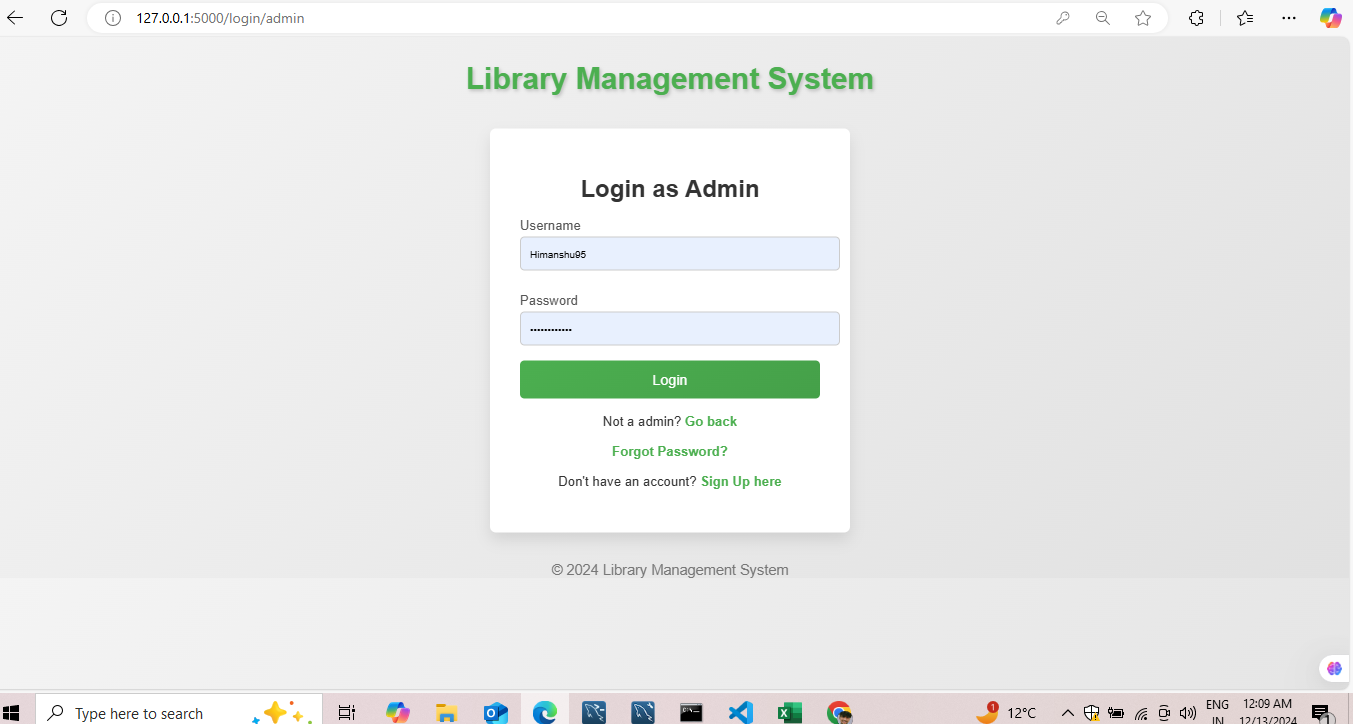 127.0.0.1:5000/login/admin
Library Management System
Login as Admin
Username
Himanshu95
Password
Login
Not a admin? Go back
Forgot Password?
Don't have an account? Sign Up here
© 2024 Library Management System
Type here to search
1
12°C
ENG
IN
12:09 AM
12/13/2024
1